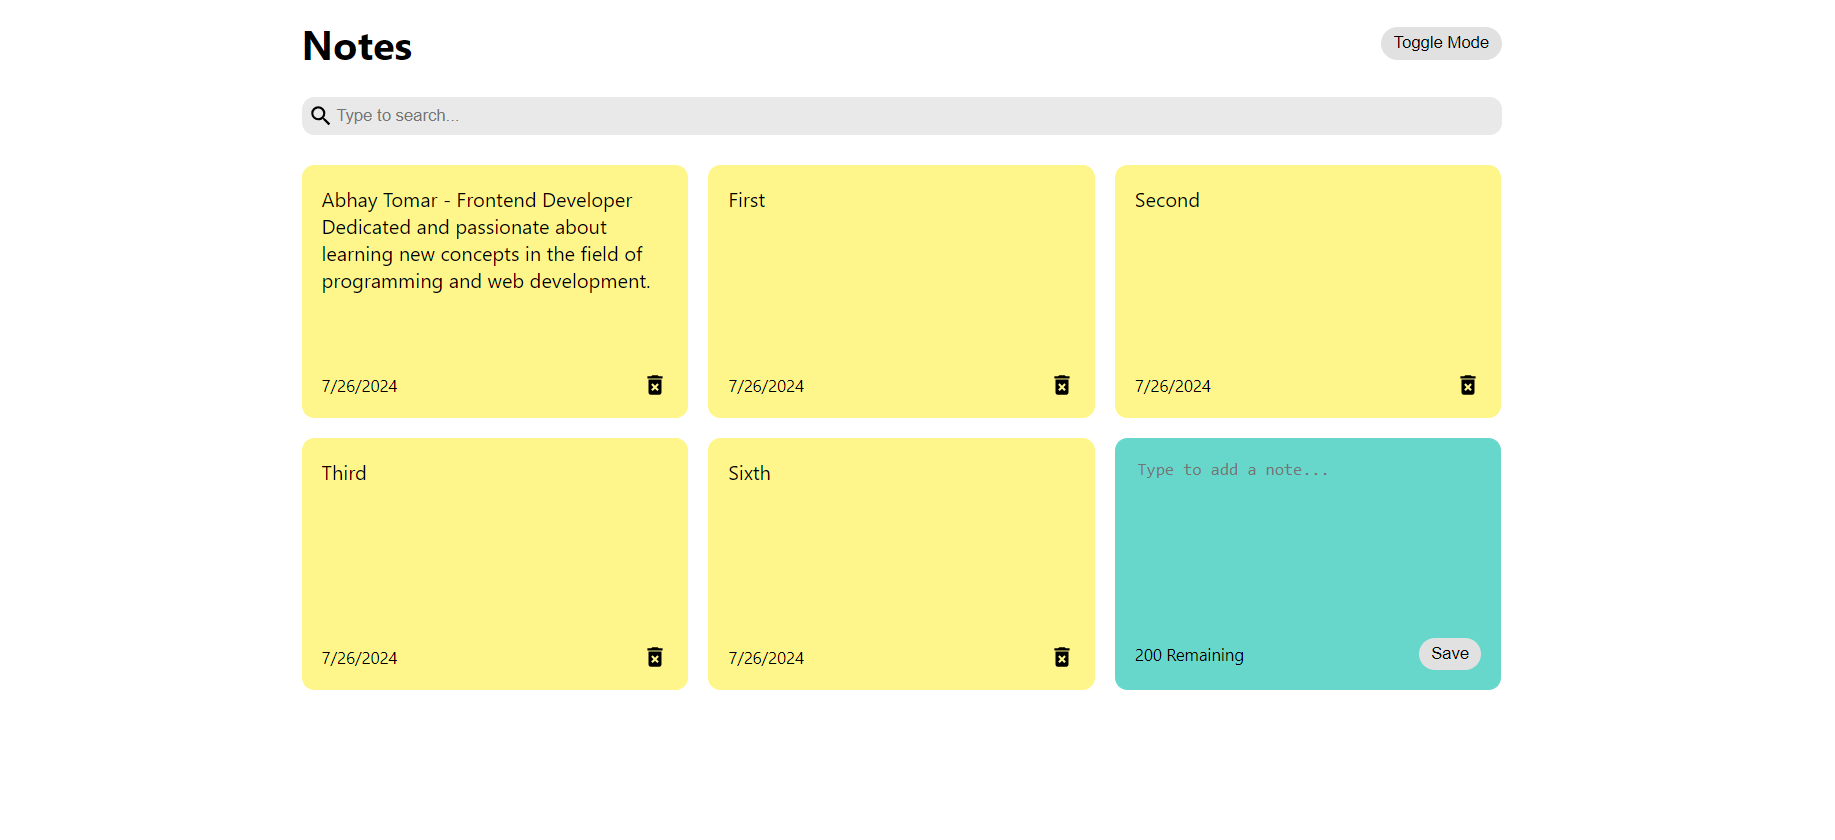 Notes
Toggle Mode
Type to search...
Abhay Tomar - Frontend Developer
Dedicated and passionate about
learning new concepts in the field of
programming and web development.
7/26/2024
First
7/26/2024
Second
7/26/2024
Third
7/26/2024
Sixth
7/26/2024
Type to add a note...
200 Remaining
Save